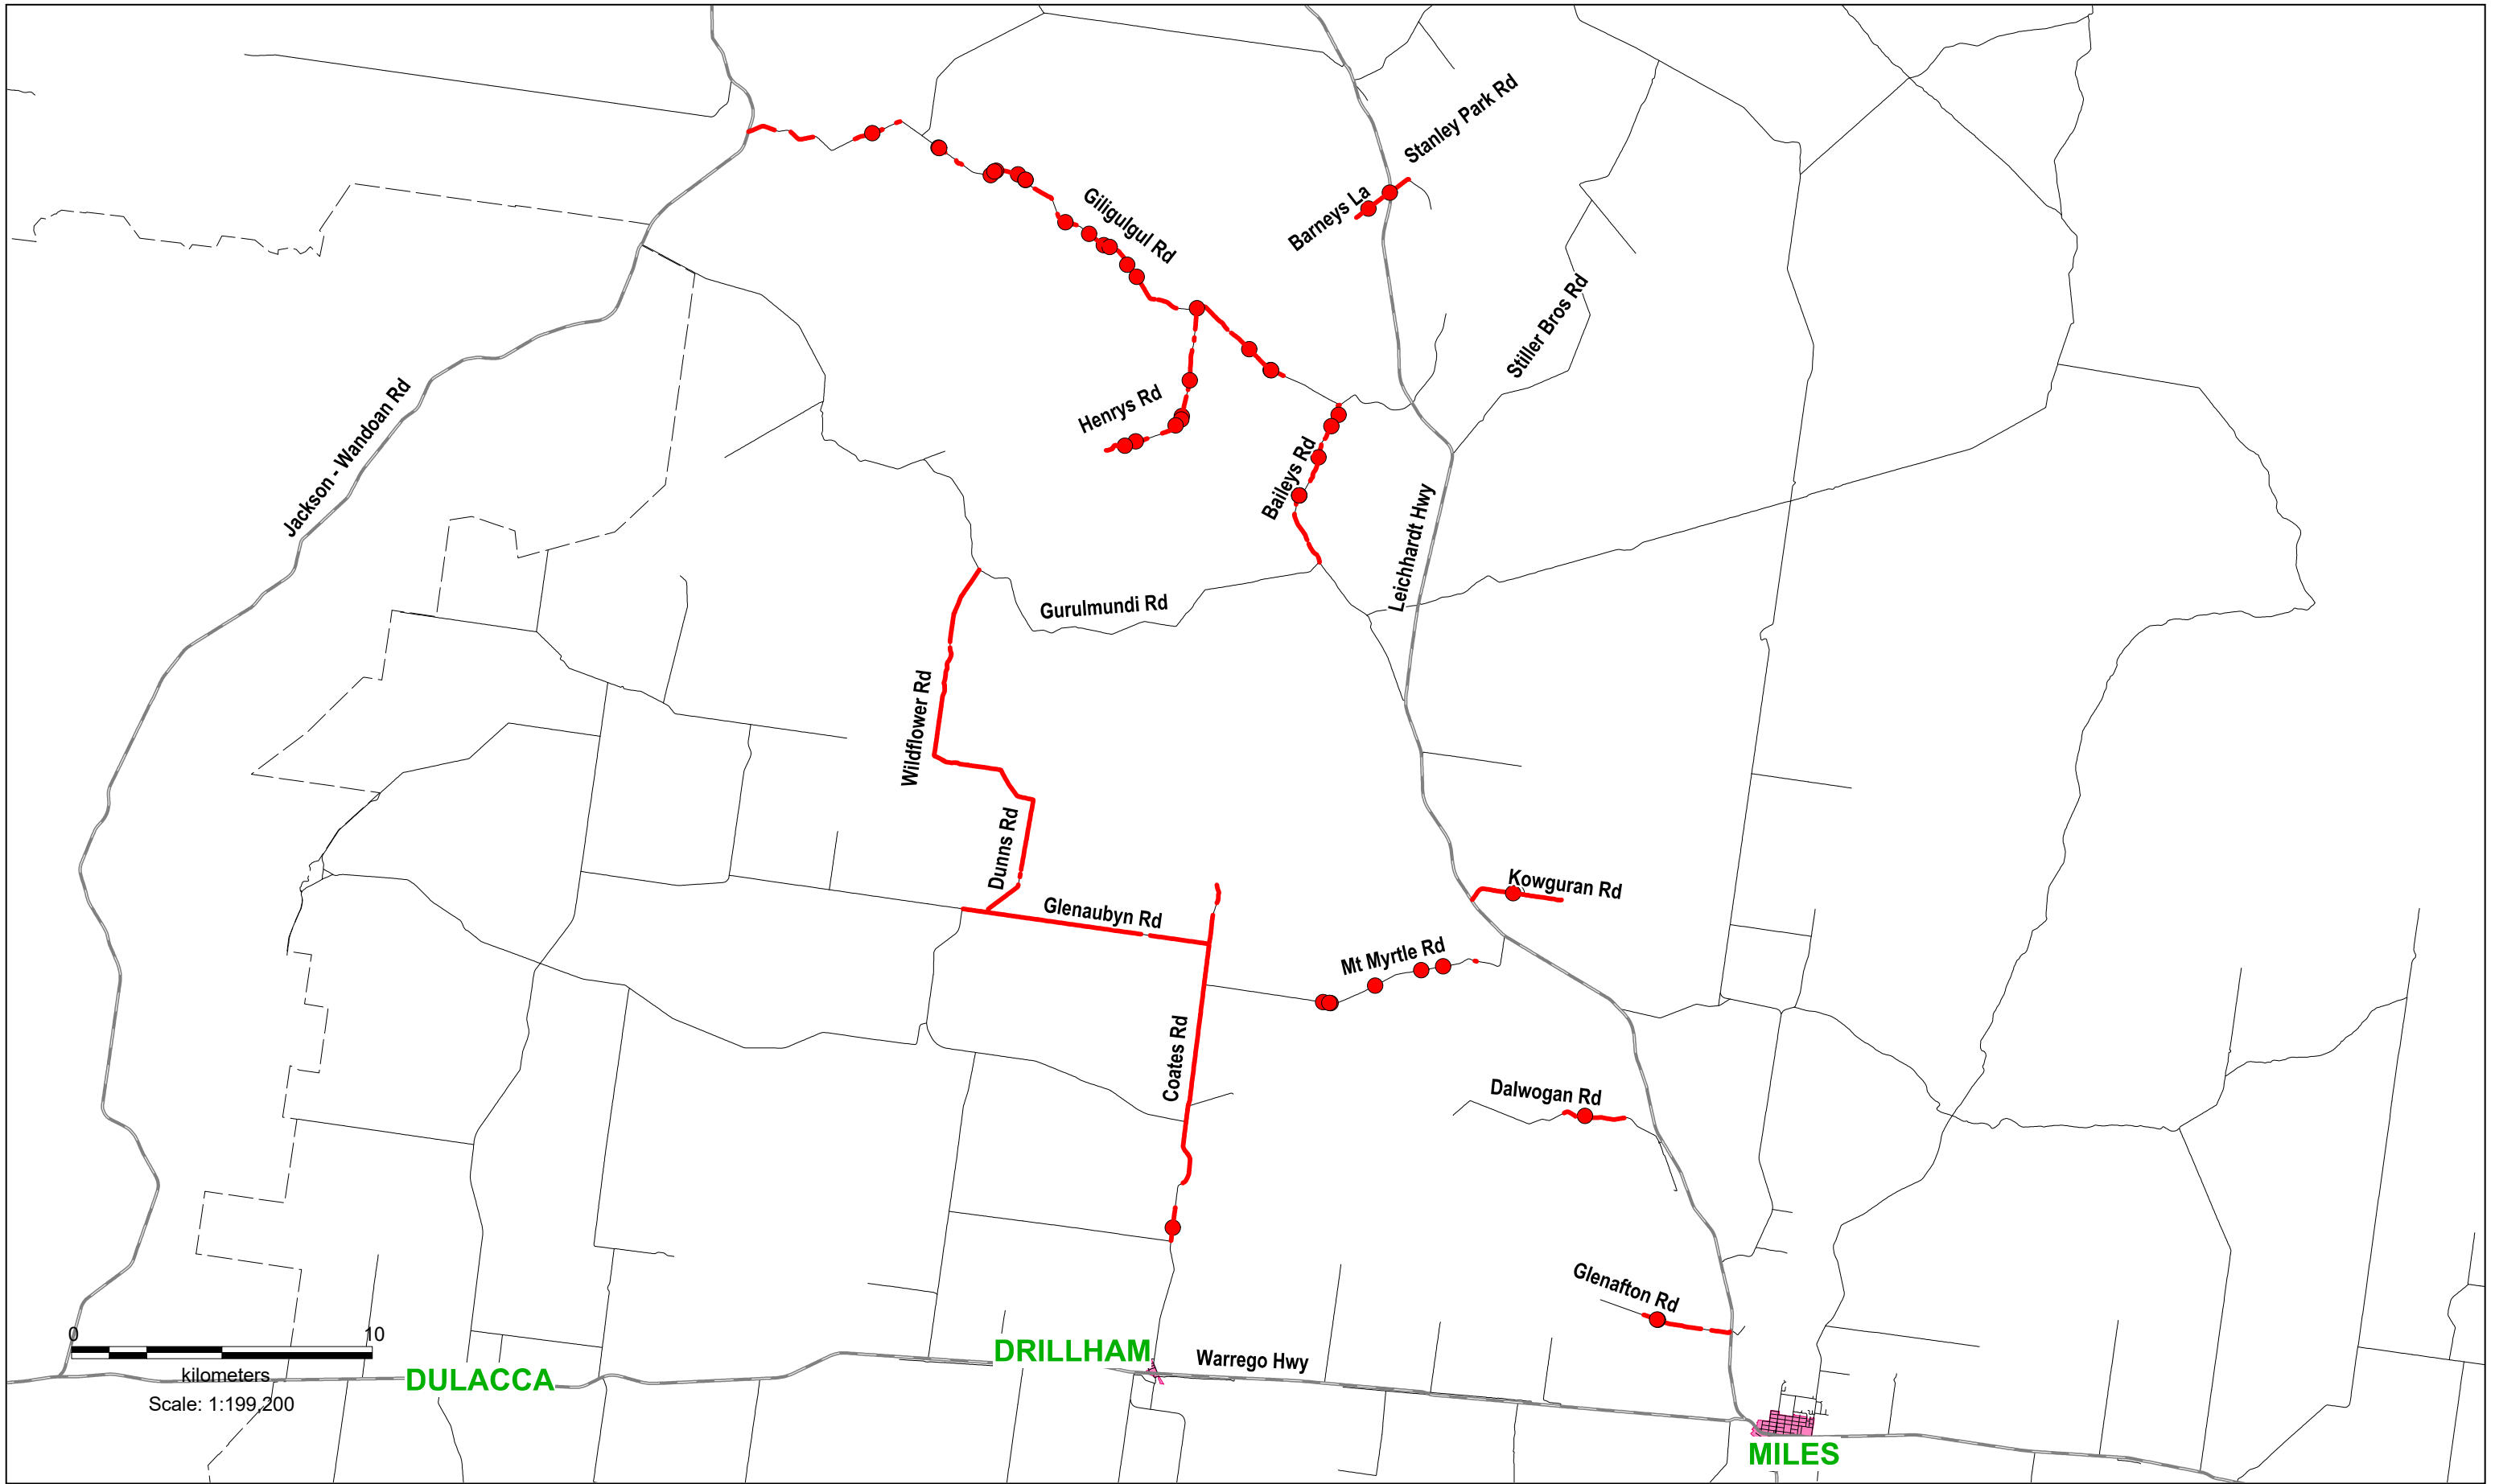 Stanley Park Rd
Barneys La
Giligulgul Rd
Stiller Bros Rd
Jackson - Wandoan Rd
Henrys Rd
Baileys Rd
Leichhardt Hwy
Gurulmundi Rd
Wildflower Rd
Dunns Rd
Kowguran Rd
Glenaubyn Rd
Mt Myrtle Rd
Coates Rd
Dalwogan Rd
Glenafton Rd
0 10
kilometers
Scale: 1:199,200
DULACCA
DRILLHAM
Warrego Hwy
MILES